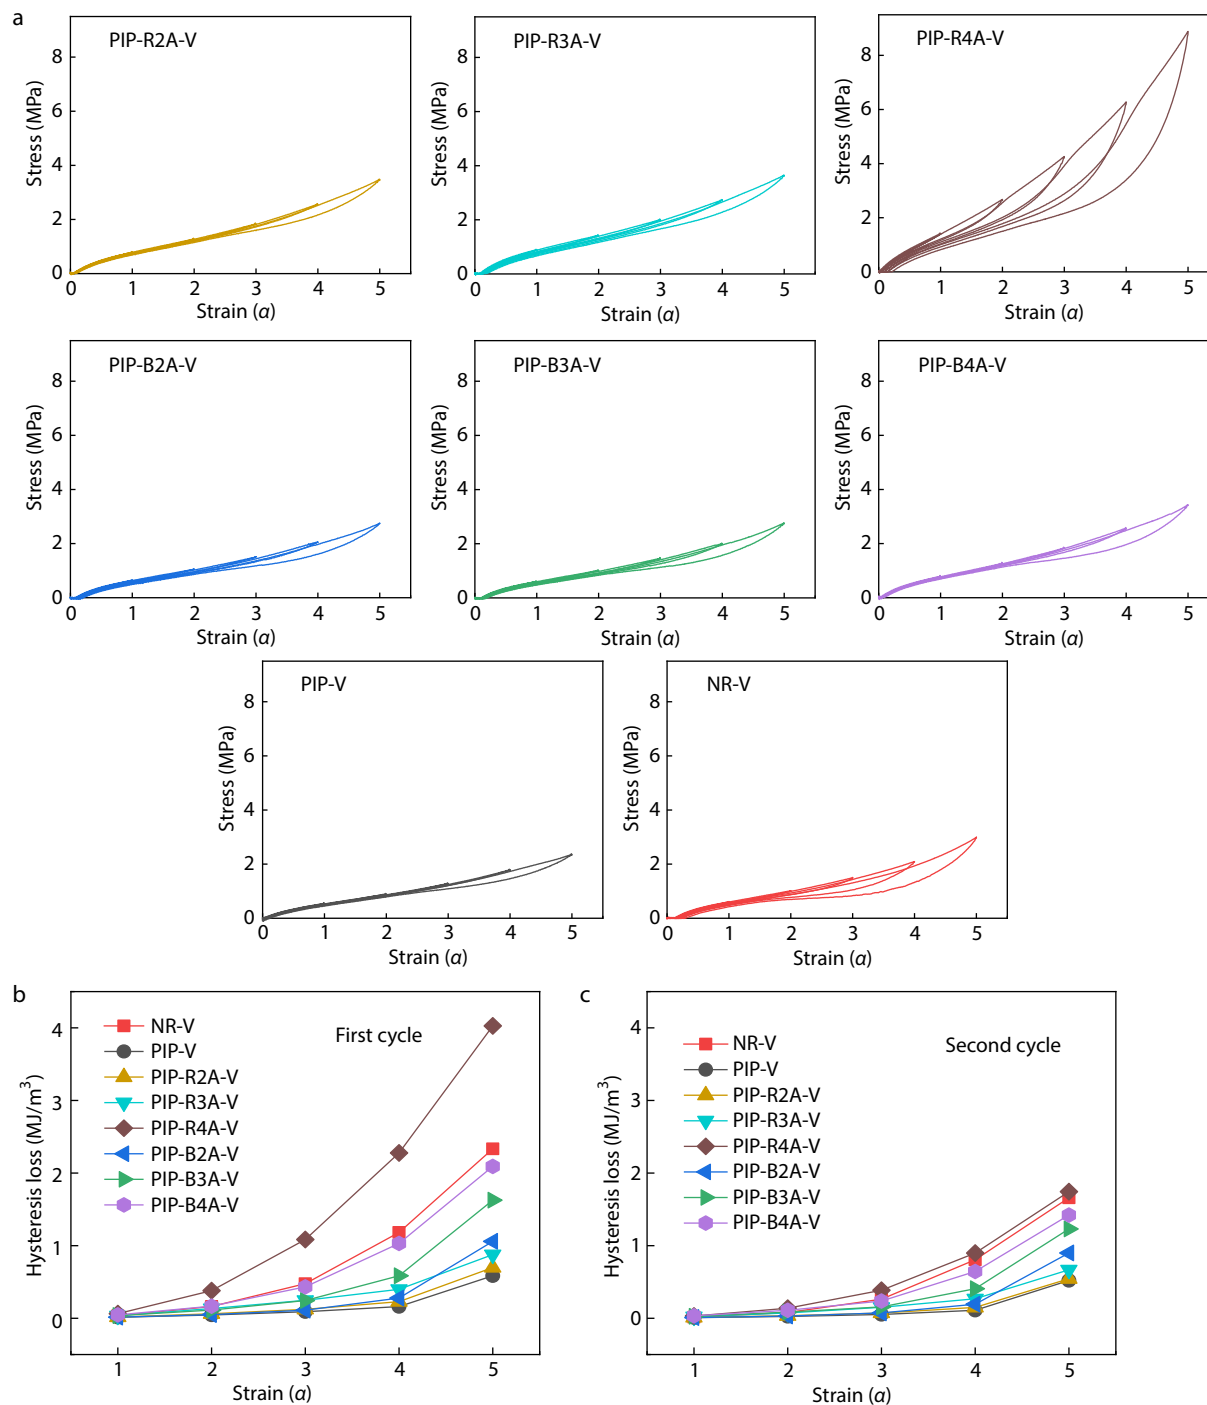 a
PIP-R2A-V
Stress (MPa)
8
6
4
2
0
0 1 2 3 4 5
Strain (α)
PIP-R3A-V
Stress (MPa)
8
6
4
2
0
0 1 2 3 4 5
Strain (α)
PIP-R4A-V
Stress (MPa)
8
6
4
2
0
0 1 2 3 4 5
Strain (α)
PIP-B2A-V
Stress (MPa)
8
6
4
2
0
0 1 2 3 4 5
Strain (α)
PIP-B3A-V
Stress (MPa)
8
6
4
2
0
0 1 2 3 4 5
Strain (α)
PIP-B4A-V
Stress (MPa)
8
6
4
2
0
0 1 2 3 4 5
Strain (α)
PIP-V
Stress (MPa)
8
6
4
2
0
0 1 2 3 4 5
Strain (α)
NR-V
Stress (MPa)
8
6
4
2
0
0 1 2 3 4 5
Strain (α)
b
First cycle
NR-V
PIP-V
PIP-R2A-V
PIP-R3A-V
PIP-R4A-V
PIP-B2A-V
PIP-B3A-V
PIP-B4A-V
Hysteresis loss (MJ/m³)
4
3
2
1
0
1 2 3 4 5
Strain (α)
c
Second cycle
NR-V
PIP-V
PIP-R2A-V
PIP-R3A-V
PIP-R4A-V
PIP-B2A-V
PIP-B3A-V
PIP-B4A-V
Hysteresis loss (MJ/m³)
4
3
2
1
0
1 2 3 4 5
Strain (α)